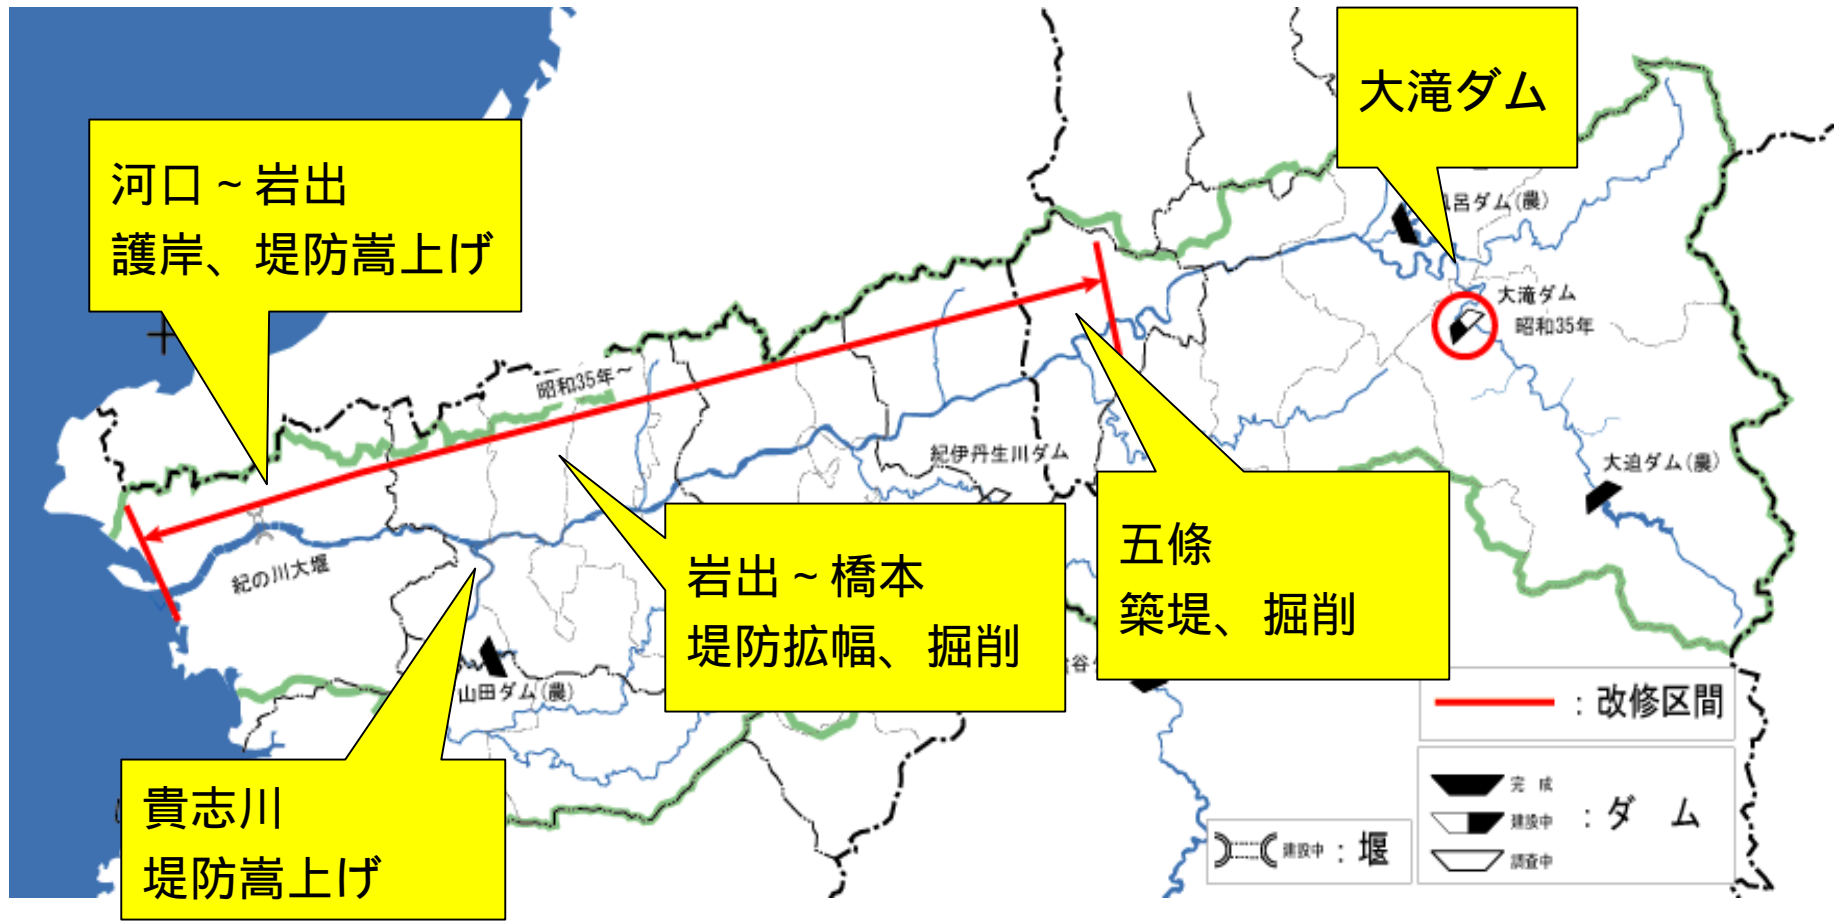 大滝ダム
河口~岩出
護岸、堤防嵩上げ
呂ダム(農)
大滝ダム
昭和35年
昭和35年~
紀伊丹生川ダム
大迫ダム(農)
紀の川大堰
五條
築堤、掘削
岩出~橋本
堤防拡幅、掘削
山田ダム(農)
谷
:改修区間
貴志川
堤防嵩上げ
完成
建設中
調査中
:ダム
建設中:堰